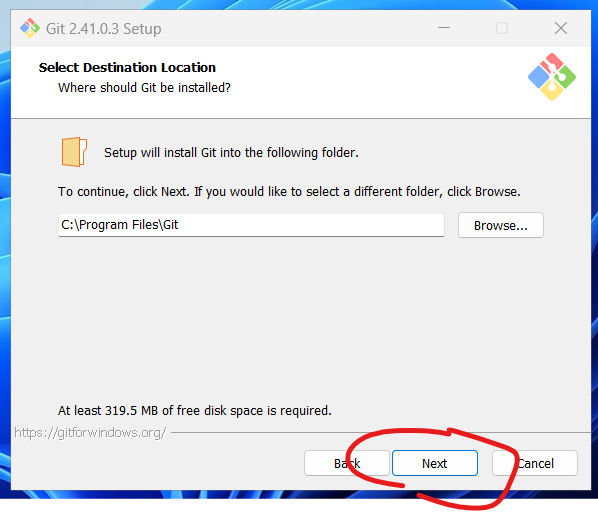 Git 2.41.0.3 Setup
Select Destination Location
Where should Git be installed?
Setup will install Git into the following folder.
To continue, click Next. If you would like to select a different folder, click Browse.
C:\Program Files\Git
Browse...
At least 319.5 MB of free disk space is required.
https://gitforwindows.org/
Back
Next
Cancel